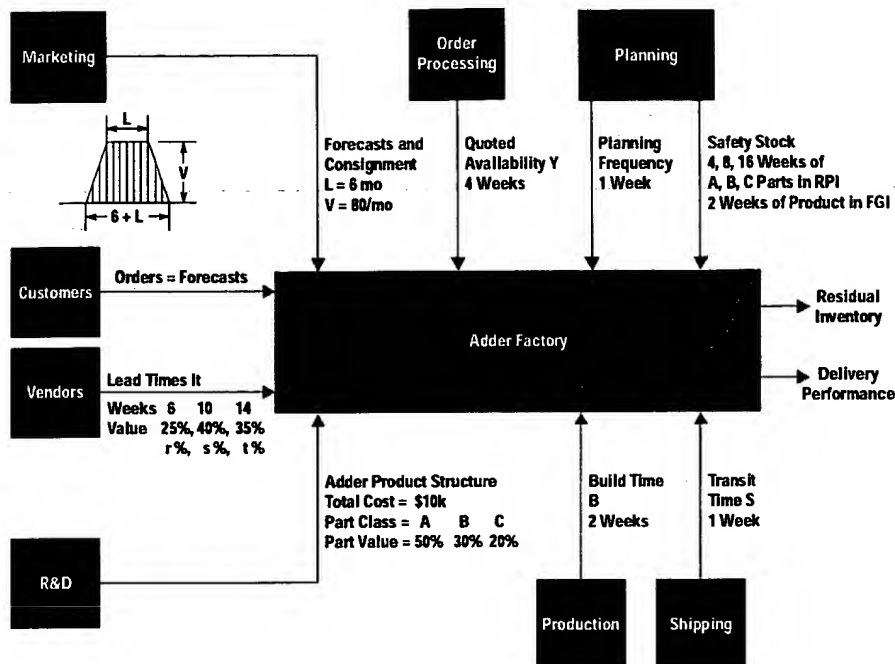 Marketing
Order
Processing
Planning
L
V
6 + L
Forecasts and
Consignment
L = 6 mo
V = 80/mo
Quoted
Availability Y
4 Weeks
Planning
Frequency
1 Week
Safety Stock
4, 8, 16 Weeks of
A, B, C Parts in RPI
2 Weeks of Product in FGI
Customers
Orders = Forecasts
Adder Factory
Residual
Inventory
Delivery
Performance
Vendors
Lead Times lt
Weeks 6 10 14
Value 25%, 40%, 35%
r%, s%, t%
Adder Product Structure
Total Cost = $10k
Part Class = A B C
Part Value = 50% 30% 20%
Build Time
B
2 Weeks
Transit
Time S
1 Week
R&D
Production
Shipping